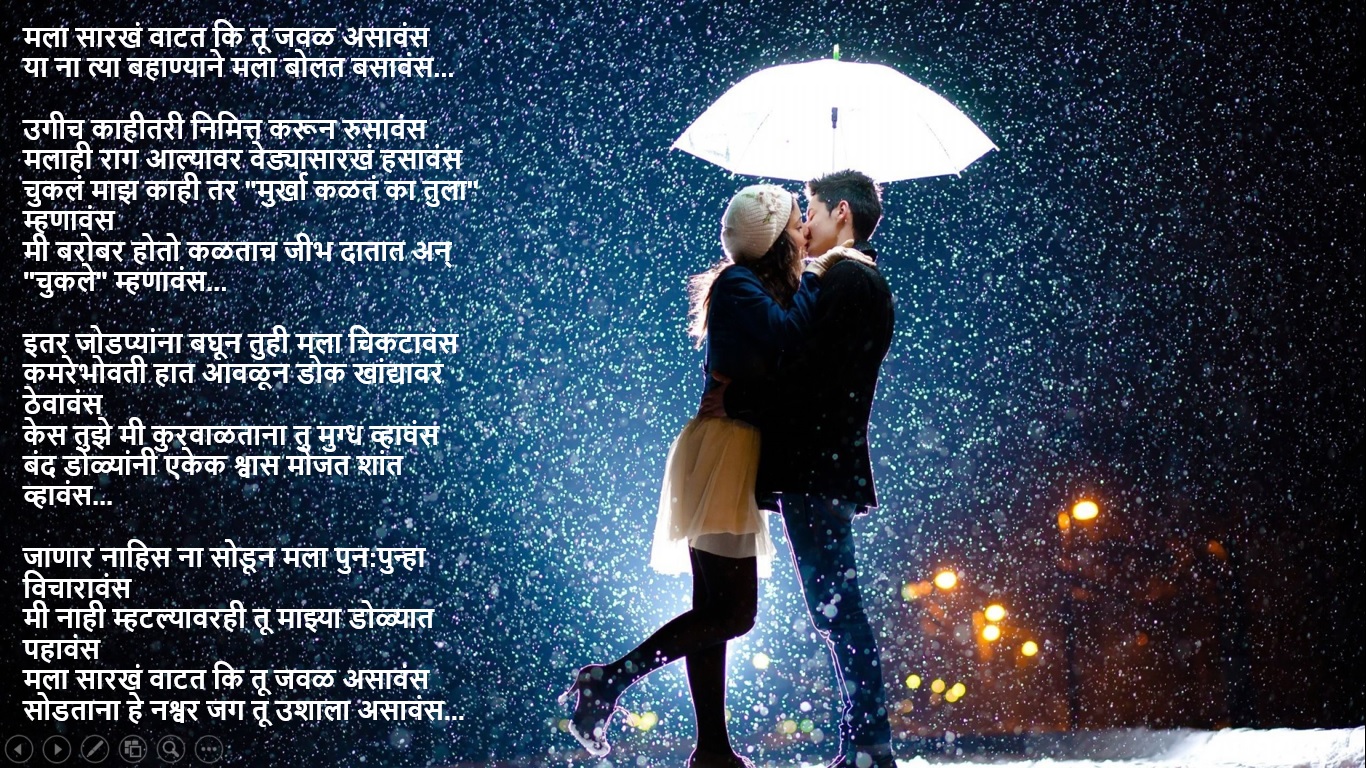 मला सारखं वाटत कि तू जवळ असावंस
या ना त्या बहाण्याने मला बोलत बसावंस...
उगीच काहीतरी निमित्त करून रुसावंस
मलाही राग आल्यावर वेड्यासारखं हसावंस
चुकलं माझ काही तर "मुर्खा कळतं का तुला"
म्हणावंस
मी बरोबर होतो कळताच जीभ दातात अन्
"चुकले" म्हणावंस...
इतर जोडप्यांना बघून तुही मला चिकटावंस
कमरेभोवती हात आवळून डोक खांद्यावर
ठेवावंस
केस तुझे मी कुरवाळताना तु मुग्ध व्हावंस
बंद डोळ्यांनी एकेक श्वास मोजत शांत
व्हावंस...
जाणार नाहिस ना सोडून मला पुन:पुन्हा
विचारावंस
मी नाही म्हटल्यावरही तू माझ्या डोळ्यात
पहावंस
मला सारखं वाटत कि तू जवळ असावंस
सोडताना हे नश्वर जग तू उशाला असावंस...